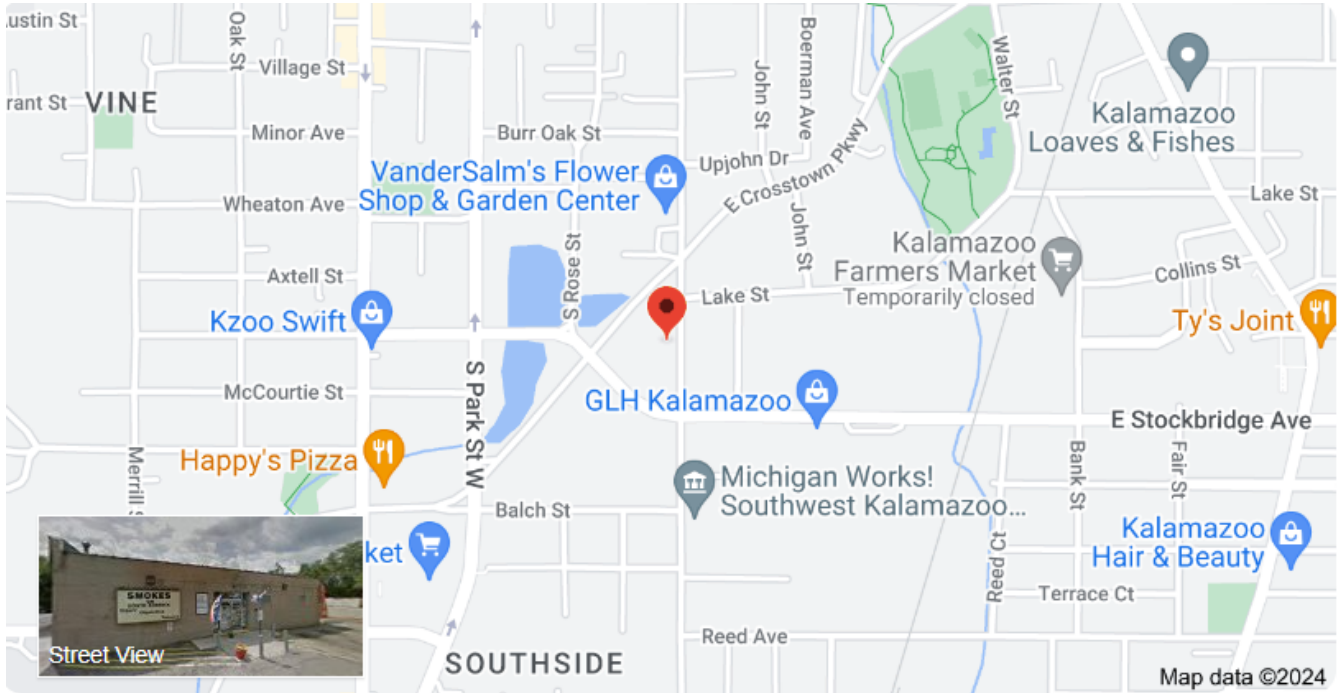 ustin St
Oak St
Village St
Boerman Ave
John St
Walter St
Kalamazoo
Loaves & Fishes
rant St
VINE
Minor Ave
Burr Oak St
Upjohn Dr
E Crosstown Pkwy
VanderSalm's Flower
Shop & Garden Center
Wheaton Ave
Lake St
John St
S Rose St
Kalamazoo
Farmers Market
Temporarily closed
Collins St
Axtell St
Lake St
Kzoo Swift
Ty's Joint
McCourtie St
S Park St W
GLH Kalamazoo
E Stockbridge Ave
Happy's Pizza
Merrill S
Michigan Works!
Southwest Kalamazoo...
Bank St
Fair St
Balch St
Kalamazoo
Hair & Beauty
ket
Reed Ct
Terrace Ct
SMOKES
Street View
Reed Ave
SOUTHSIDE
Map data ©2024